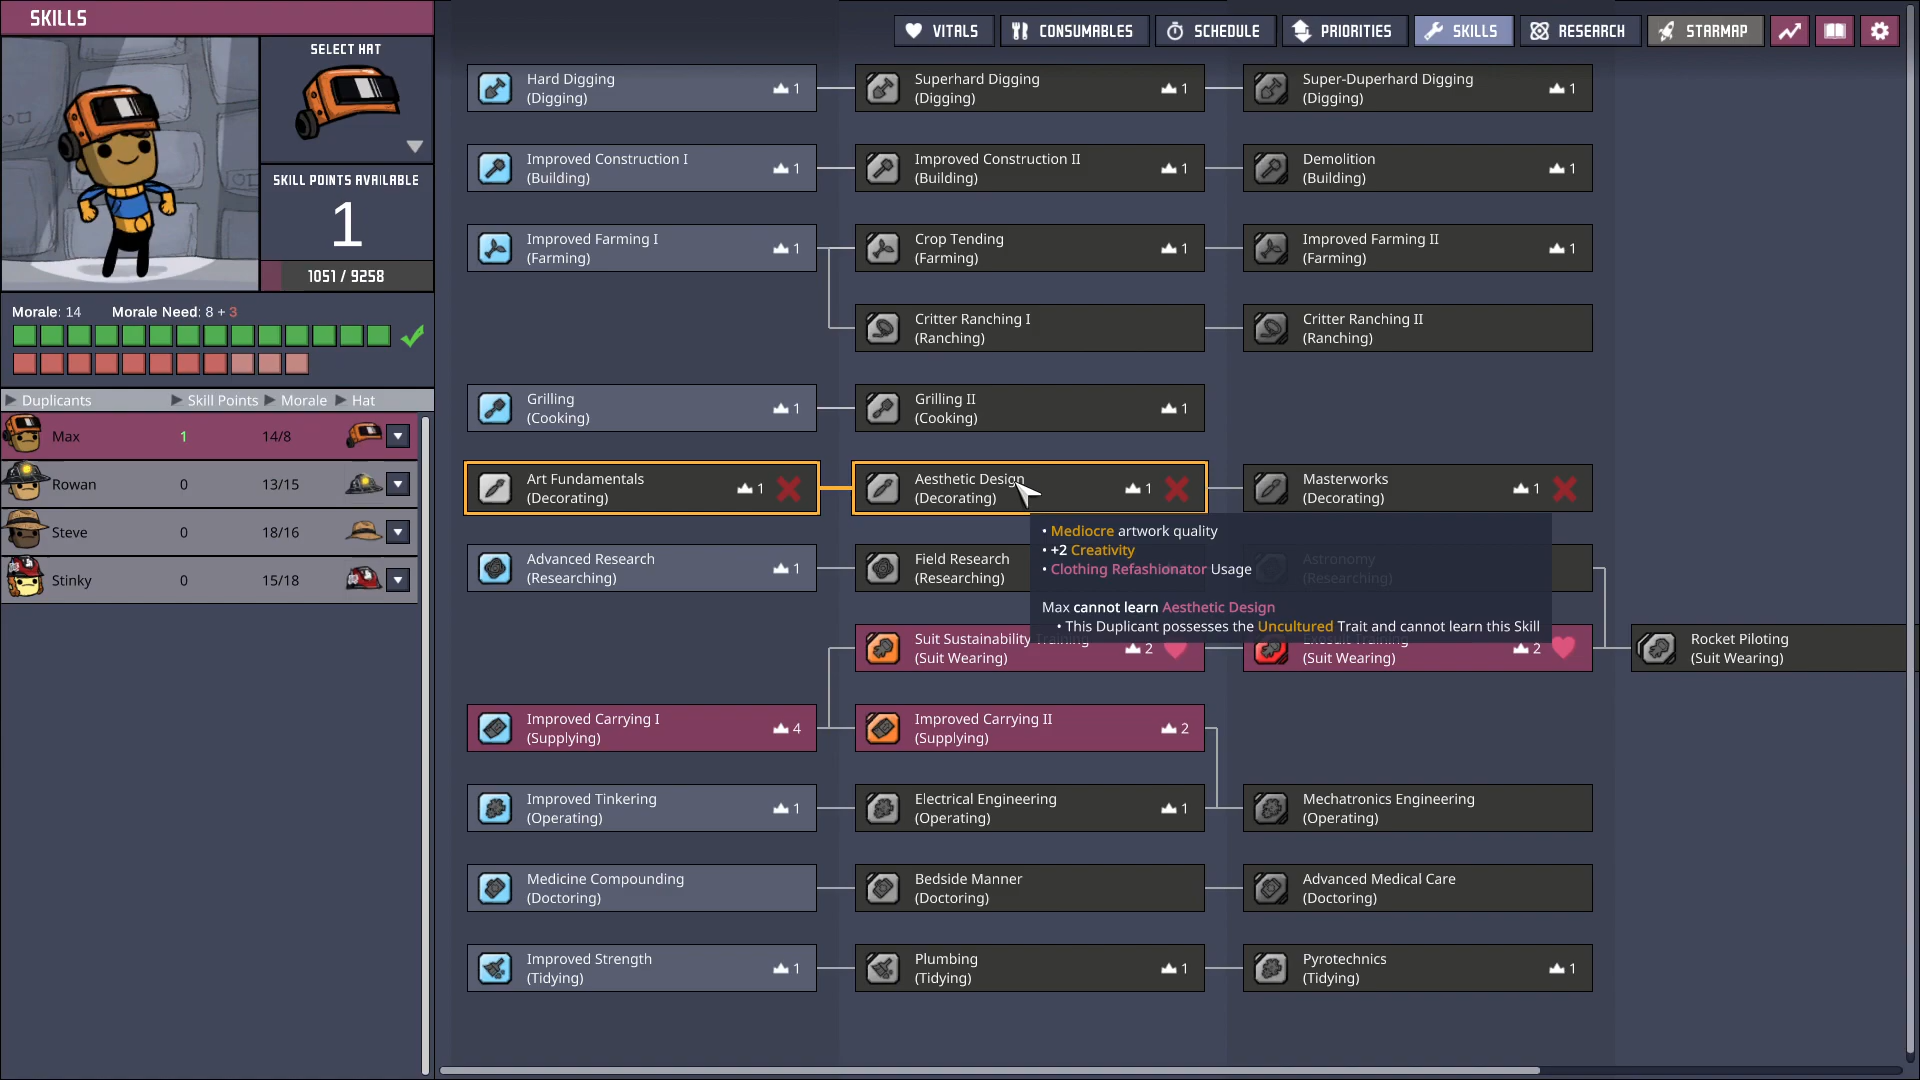 SKILLS
VITALS
CONSUMABLES
SCHEDULE
PRIORITIES
SKILLS
RESEARCH
STARMAP
SELECT HAT
SKILL POINTS AVAILABLE
1
1051 / 9258
Morale: 14 Morale Need: 8 + 3
Duplicants Skill Points Morale Hat
Max 1 14/8
Rowan 0 13/15
Steve 0 18/16
Stinky 0 15/18
Hard Digging
(Digging)
1
Superhard Digging
(Digging)
1
Super-Duperhard Digging
(Digging)
1
Improved Construction I
(Building)
1
Improved Construction II
(Building)
1
Demolition
(Building)
1
Improved Farming I
(Farming)
1
Crop Tending
(Farming)
1
Improved Farming II
(Farming)
1
Critter Ranching I
(Ranching)
Critter Ranching II
(Ranching)
Grilling
(Cooking)
1
Grilling II
(Cooking)
1
Art Fundamentals
(Decorating)
1
Aesthetic Design
(Decorating)
1
Masterworks
(Decorating)
1
• Mediocre artwork quality
• +2 Creativity
• Clothing Refashionator Usage
Max cannot learn Aesthetic Design
• This Duplicant possesses the Uncultured Trait and cannot learn this Skill
Advanced Research
(Researching)
1
Field Research
(Researching)
Astronomy
(Researching)
Suit Sustainability Training
(Suit Wearing)
2
Exosuit Training
(Suit Wearing)
2
Rocket Piloting
(Suit Wearing)
Improved Carrying I
(Supplying)
4
Improved Carrying II
(Supplying)
2
Improved Tinkering
(Operating)
1
Electrical Engineering
(Operating)
1
Mechatronics Engineering
(Operating)
Medicine Compounding
(Doctoring)
Bedside Manner
(Doctoring)
Advanced Medical Care
(Doctoring)
Improved Strength
(Tidying)
1
Plumbing
(Tidying)
1
Pyrotechnics
(Tidying)
1